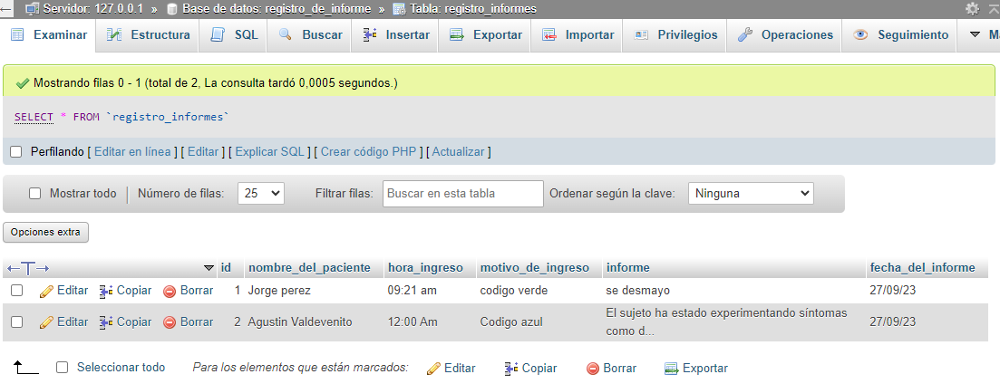 Servidor: 127.0.0.1 » Base de datos: registro_de_informe » Tabla: registro_informes
Examinar Estructura SQL Buscar Insertar Exportar Importar Privilegios Operaciones Seguimiento
Mostrando filas 0 - 1 (total de 2, La consulta tardó 0,0005 segundos.)
SELECT * FROM `registro_informes`
Perfilando [ Editar en línea ] [ Editar ] [ Explicar SQL ] [ Crear código PHP ] [ Actualizar ]
Mostrar todo Número de filas: 25 Filtrar filas: Buscar en esta tabla Ordenar según la clave: Ninguna
Opciones extra
←T→ id nombre_del_paciente hora_ingreso motivo_de_ingreso informe fecha_del_informe
Editar Copiar Borrar 1 Jorge perez 09:21 am codigo verde se desmayo 27/09/23
Editar Copiar Borrar 2 Agustin Valdevenito 12:00 Am Codigo azul El sujeto ha estado experimentando síntomas 27/09/23
como d...
Seleccionar todo Para los elementos que están marcados: Editar Copiar Borrar Exportar